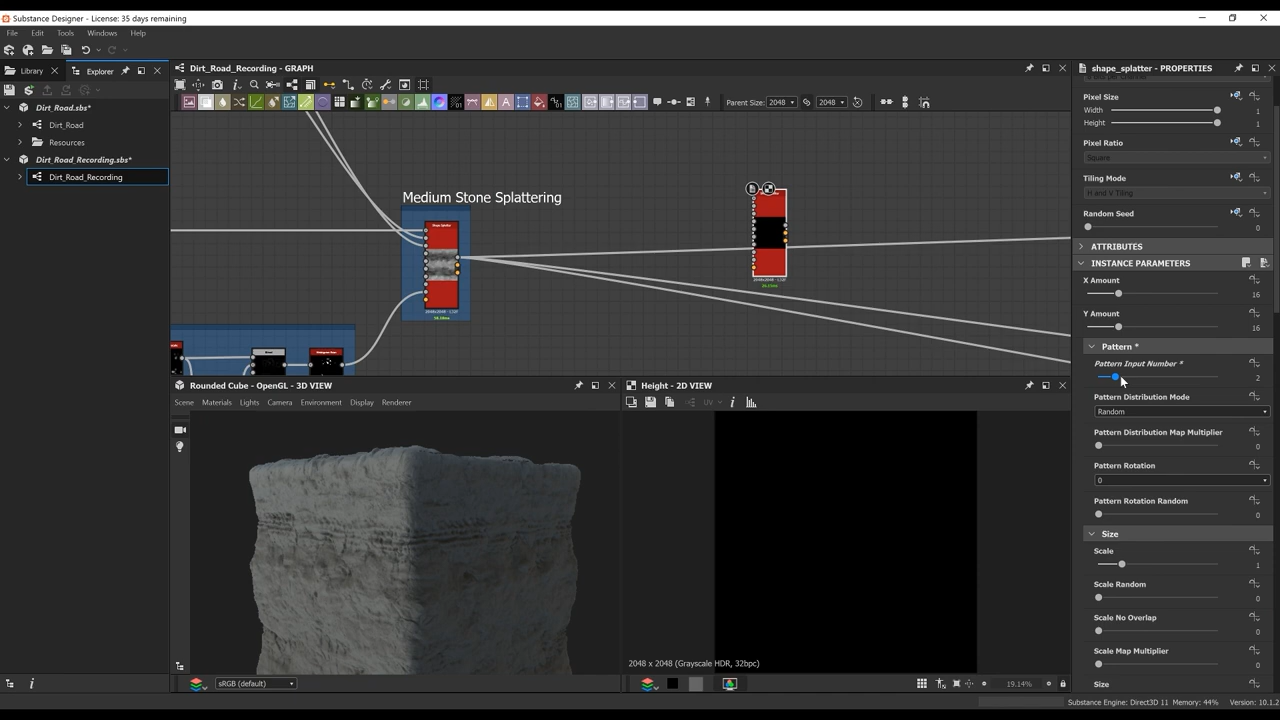 Substance Designer - License: 35 days remaining
File Edit Tools Windows Help
Library Explorer
Dirt_Road.sbs*
Dirt_Road
Resources
Dirt_Road_Recording.sbs*
Dirt_Road_Recording
Dirt_Road_Recording - GRAPH
Parent Size: 2048 2048
Medium Stone Splattering
Shape Splatter
Rounded Cube - OpenGL - 3D VIEW
Scene Materials Lights Camera Environment Display Renderer
sRGB (default)
Height - 2D VIEW
UV
2048 x 2048 (Grayscale HDR, 32bpc)
19.14%
shape_splatter - PROPERTIES
Pixel Size
Width 1
Height 1
Pixel Ratio
Square
Tiling Mode
H and V Tiling
Random Seed
0
ATTRIBUTES
INSTANCE PARAMETERS
X Amount
16
Y Amount
16
Pattern *
Pattern Input Number *
2
Pattern Distribution Mode
Random
Pattern Distribution Map Multiplier
0
Pattern Rotation
0
Pattern Rotation Random
0
Size
Scale
1
Scale Random
0
Scale No Overlap
0
Scale Map Multiplier
0
Size
Substance Engine: Direct3D 11 Memory: 44% Version: 10.1.2